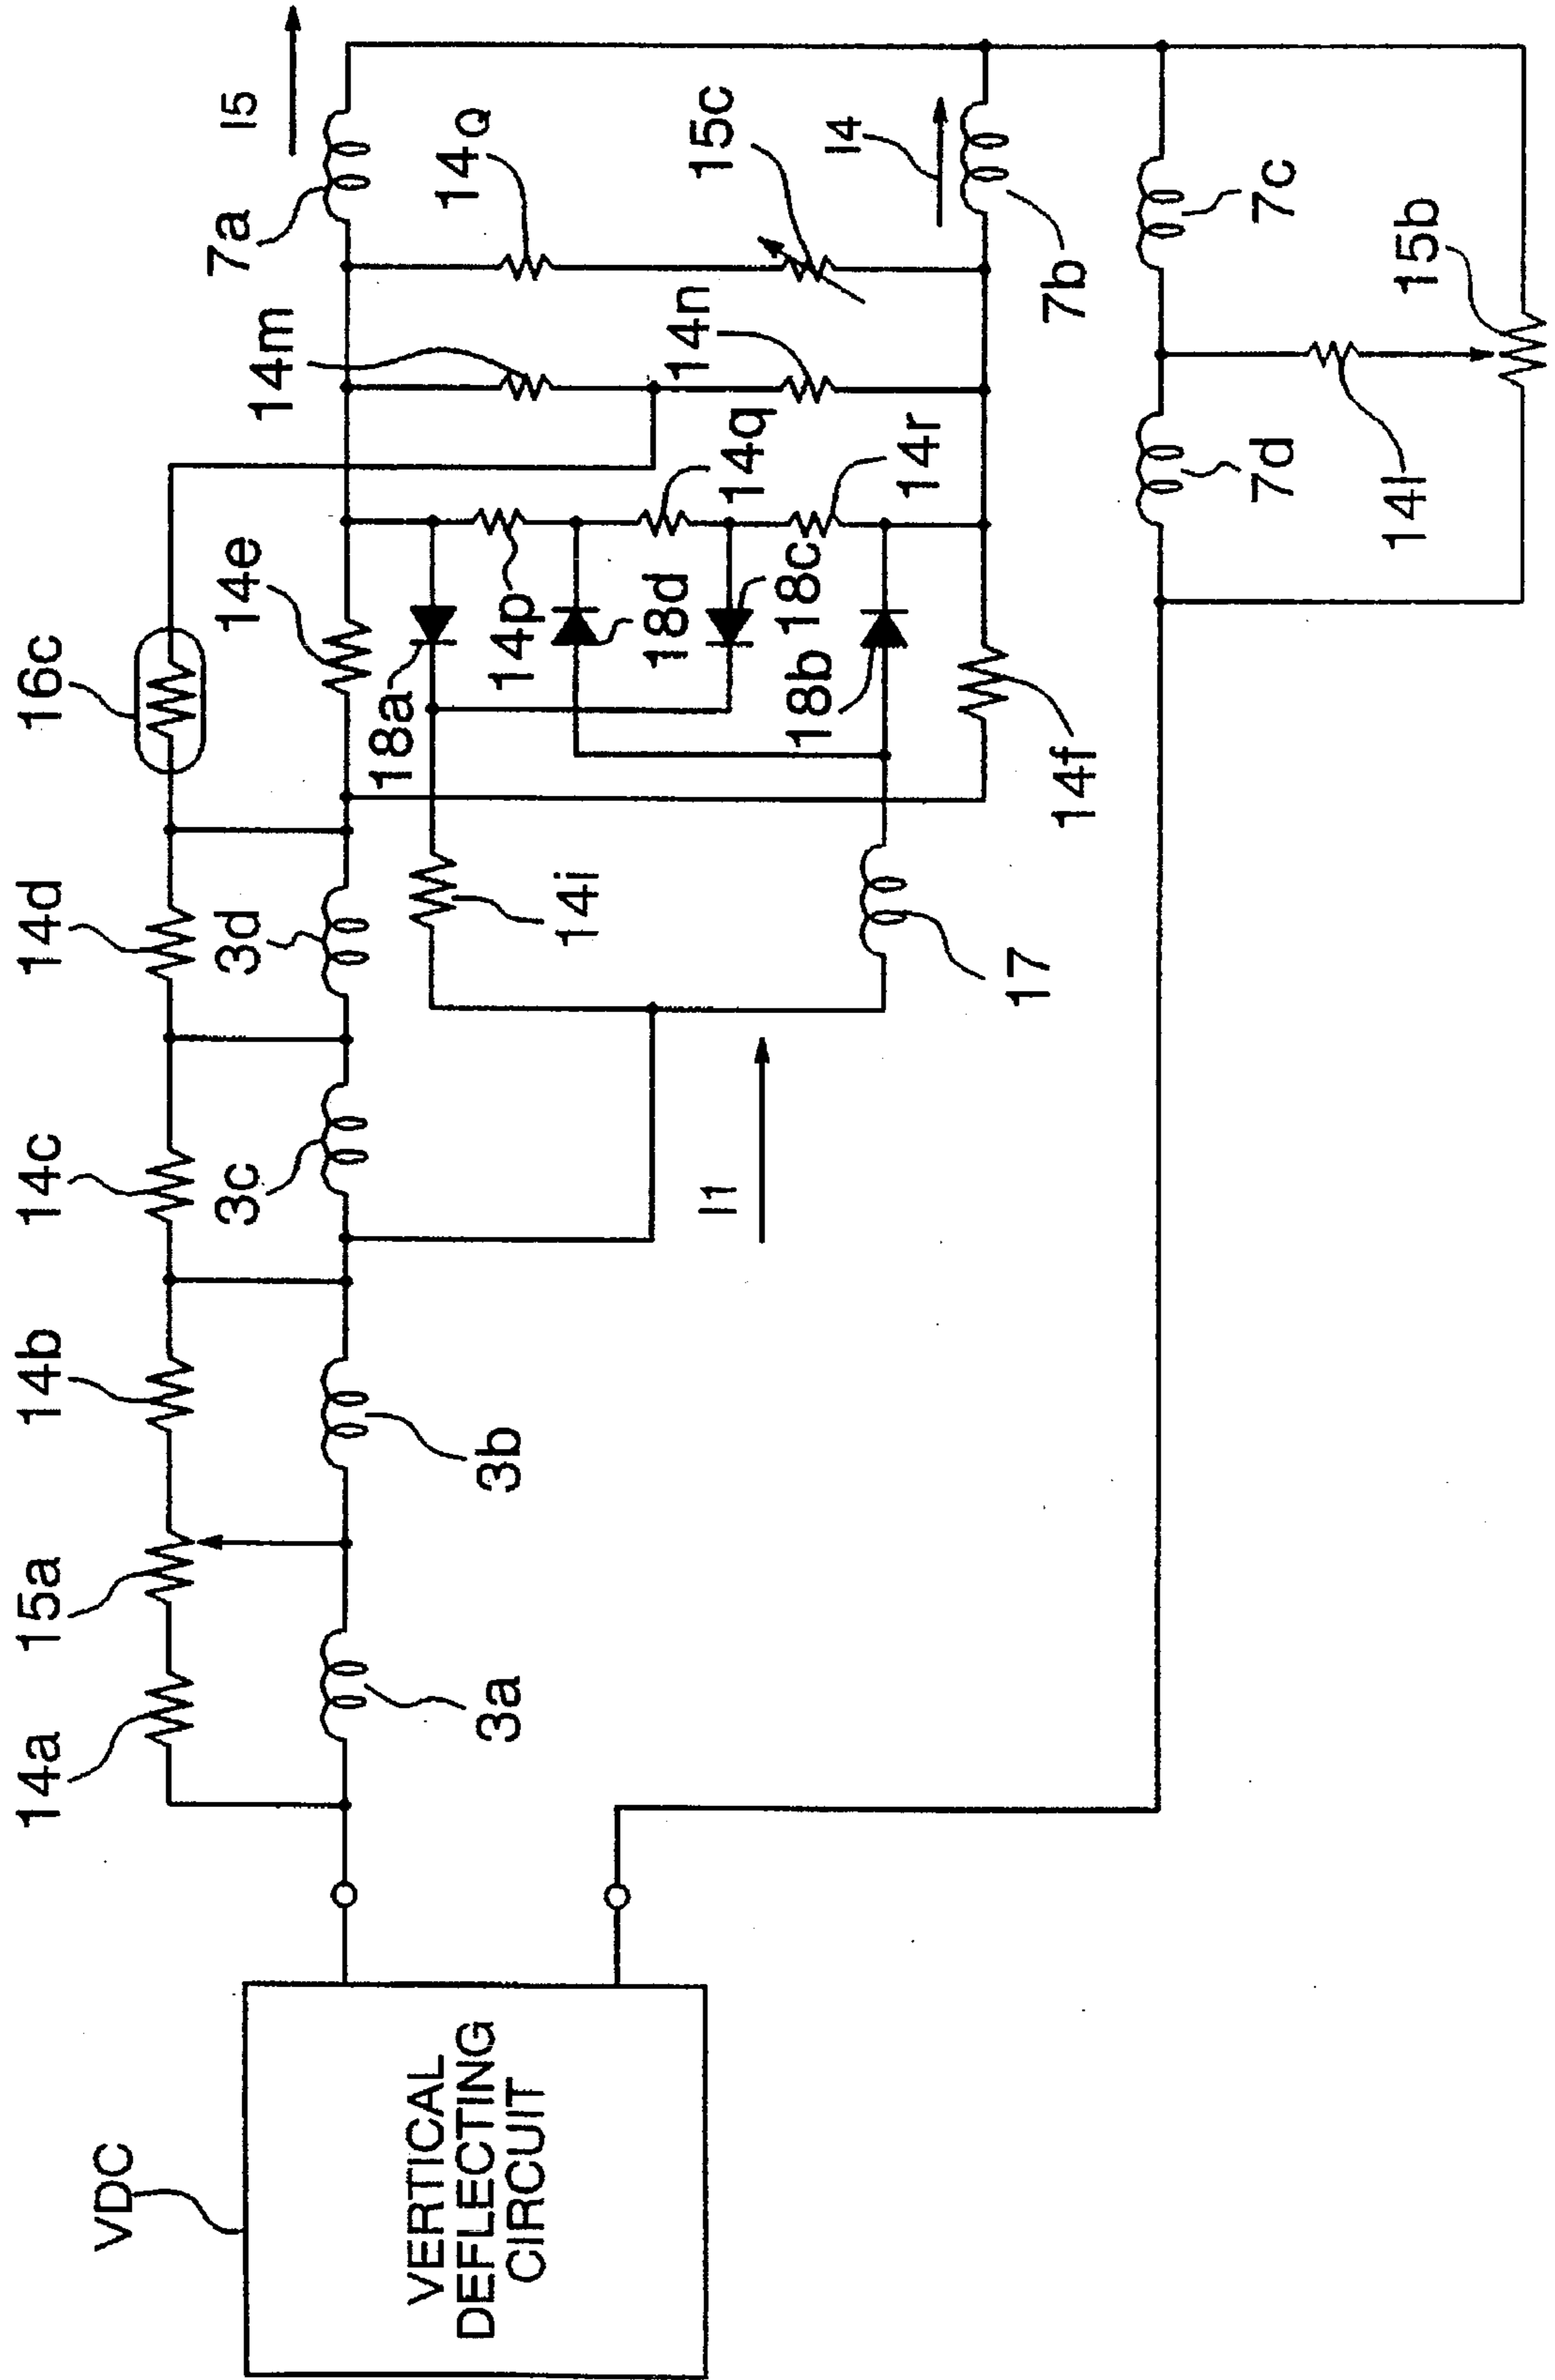 VDC
VERTICAL
DEFLECTING
CIRCUIT
14a
15a
14b
14c
14d
16c
3a
3b
3c
3d
14e
14m
7a
I5
14Q
15c
14n
14q
14r
14p
18a
18d
18c
18b
14i
17
14f
I1
I4
7b
7c
7d
14l
15b